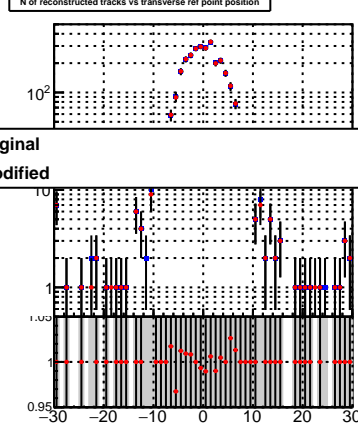 N of reconstructed tracks vs transverse ref point position
10²
ginal
odified
10
1
1.05
1
0.95
−30 −20 −10 0 10 20 30